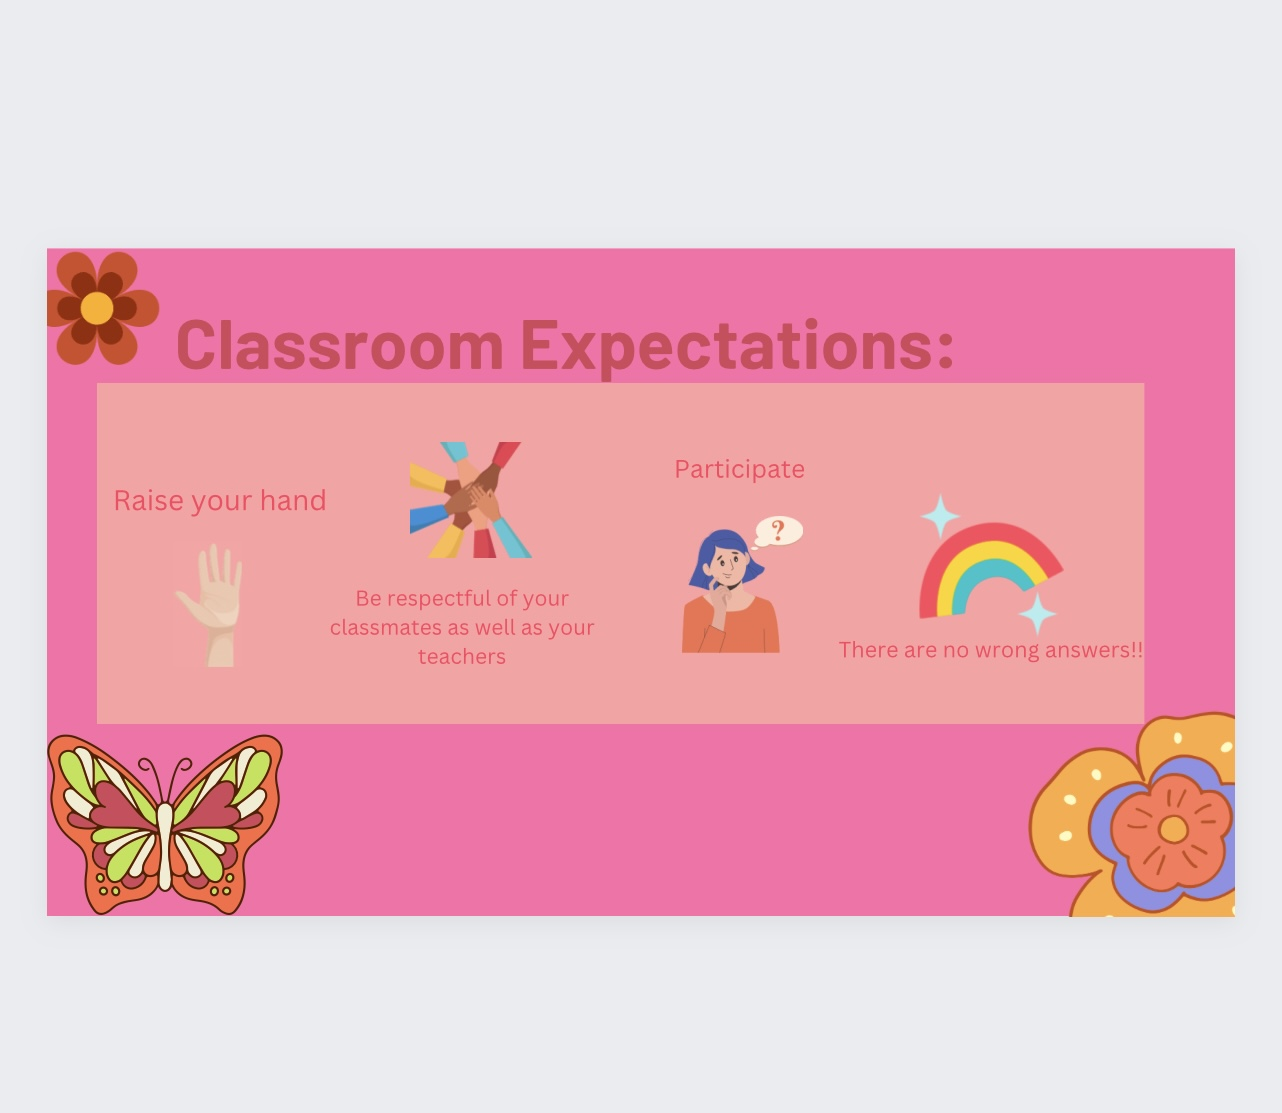 Classroom Expectations:
Raise your hand
Be respectful of your
classmates as well as your
teachers
Participate
?
There are no wrong answers!!